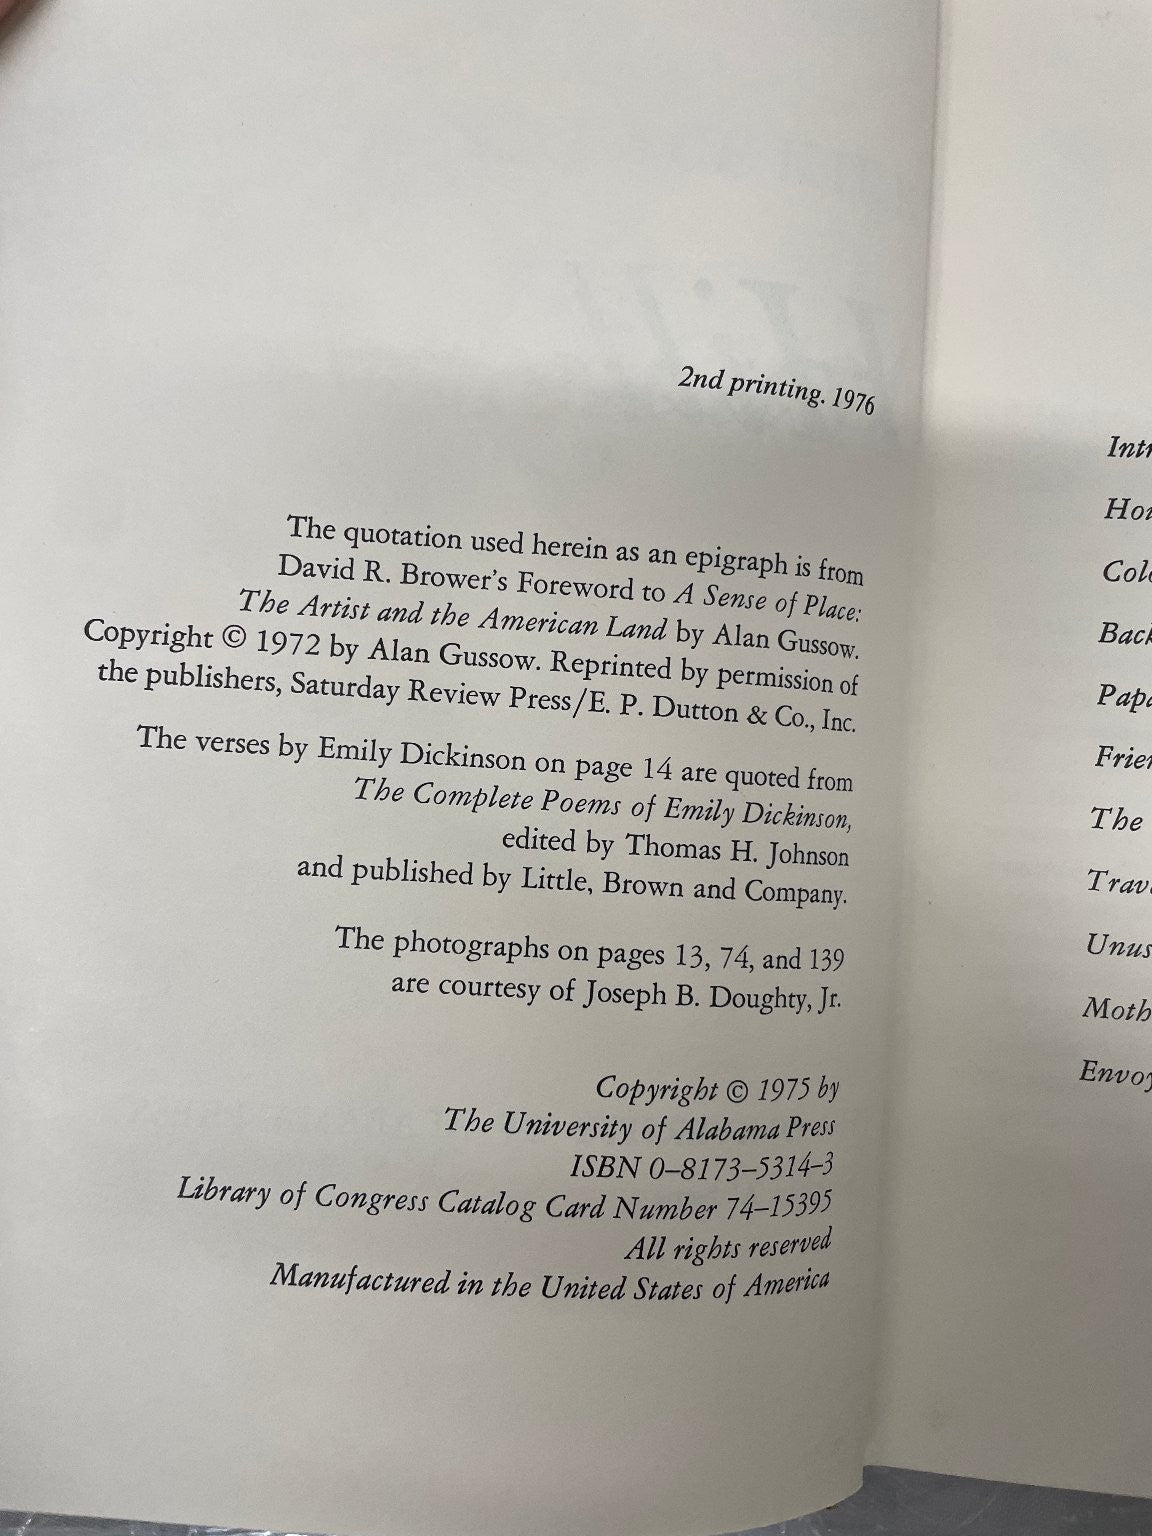 2nd printing. 1976
The quotation used herein as an epigraph is from
David R. Brower's Foreword to A Sense of Place:
The Artist and the American Land by Alan Gussow.
Copyright © 1972 by Alan Gussow. Reprinted by permission of
the publishers, Saturday Review Press/E. P. Dutton & Co., Inc.
The verses by Emily Dickinson on page 14 are quoted from
The Complete Poems of Emily Dickinson,
edited by Thomas H. Johnson
and published by Little, Brown and Company.
The photographs on pages 13, 74, and 139
are courtesy of Joseph B. Doughty, Jr.
Copyright © 1975 by
The University of Alabama Press
ISBN 0–8173–5314–3
Library of Congress Catalog Card Number 74–15395
All rights reserved
Manufactured in the United States of America
The